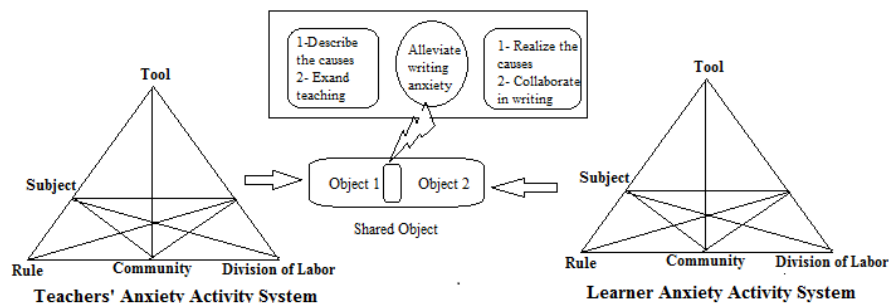 1-Describe
the causes
2- Exand
teaching
Alleviate
writing
anxiety
1- Realize the
causes
2- Collaborate
in writing
Tool
Subject
Rule
Community
Division of Labor
Teachers' Anxiety Activity System
Object 1
Object 2
Shared Object
Tool
Subject
Rule
Community
Division of Labor
Learner Anxiety Activity System